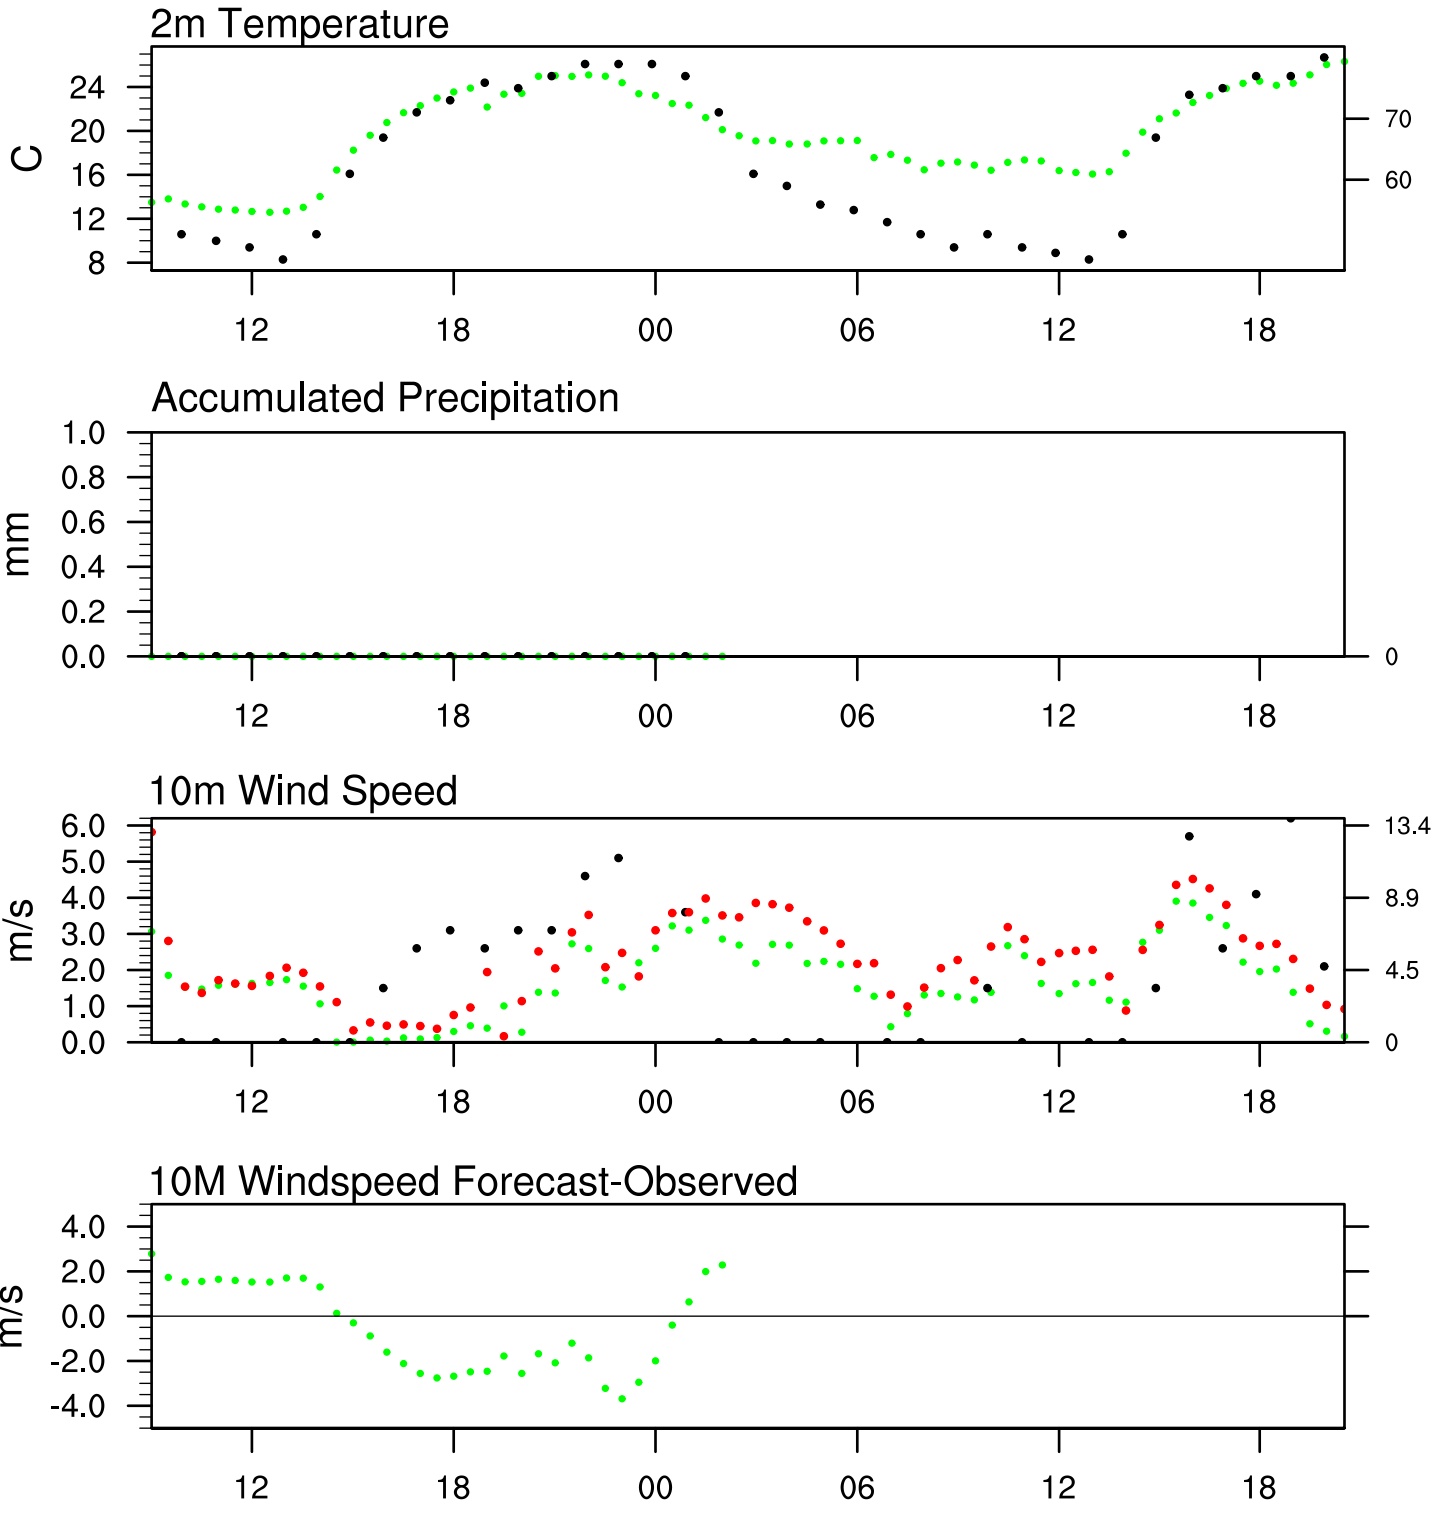 2m Temperature
24
20
16
12
8
C
70
60
12 18 00 06 12 18
Accumulated Precipitation
1.0
0.8
0.6
0.4
0.2
0.0
mm
0
12 18 00 06 12 18
10m Wind Speed
6.0
5.0
4.0
3.0
2.0
1.0
0.0
m/s
13.4
8.9
4.5
0
12 18 00 06 12 18
10M Windspeed Forecast-Observed
4.0
2.0
0.0
-2.0
-4.0
m/s
12 18 00 06 12 18